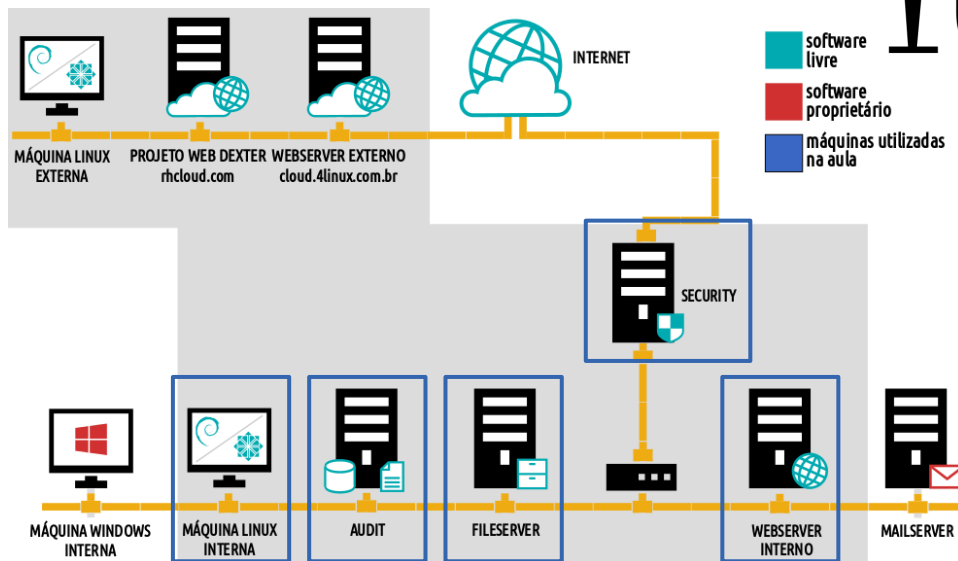 INTERNET
software
livre
software
proprietário
máquinas utilizadas
na aula
MÁQUINA LINUX
EXTERNA
PROJETO WEB DEXTER
rhcloud.com
WEBSERVER EXTERNO
cloud.4linux.com.br
SECURITY
MÁQUINA WINDOWS
INTERNA
MÁQUINA LINUX
INTERNA
AUDIT
FILESERVER
WEBSERVER
INTERNO
MAILSERVER